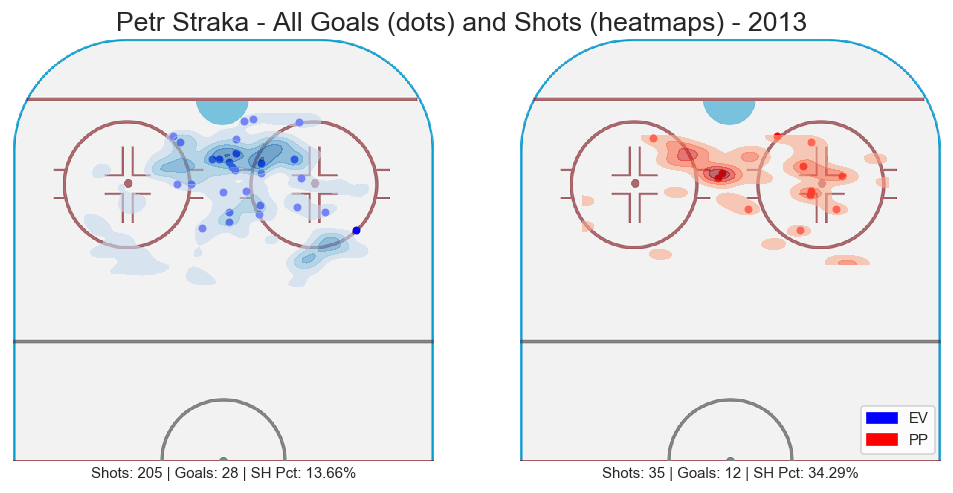 Petr Straka - All Goals (dots) and Shots (heatmaps) - 2013
EV
PP
Shots: 205 | Goals: 28 | SH Pct: 13.66%
Shots: 35 | Goals: 12 | SH Pct: 34.29%